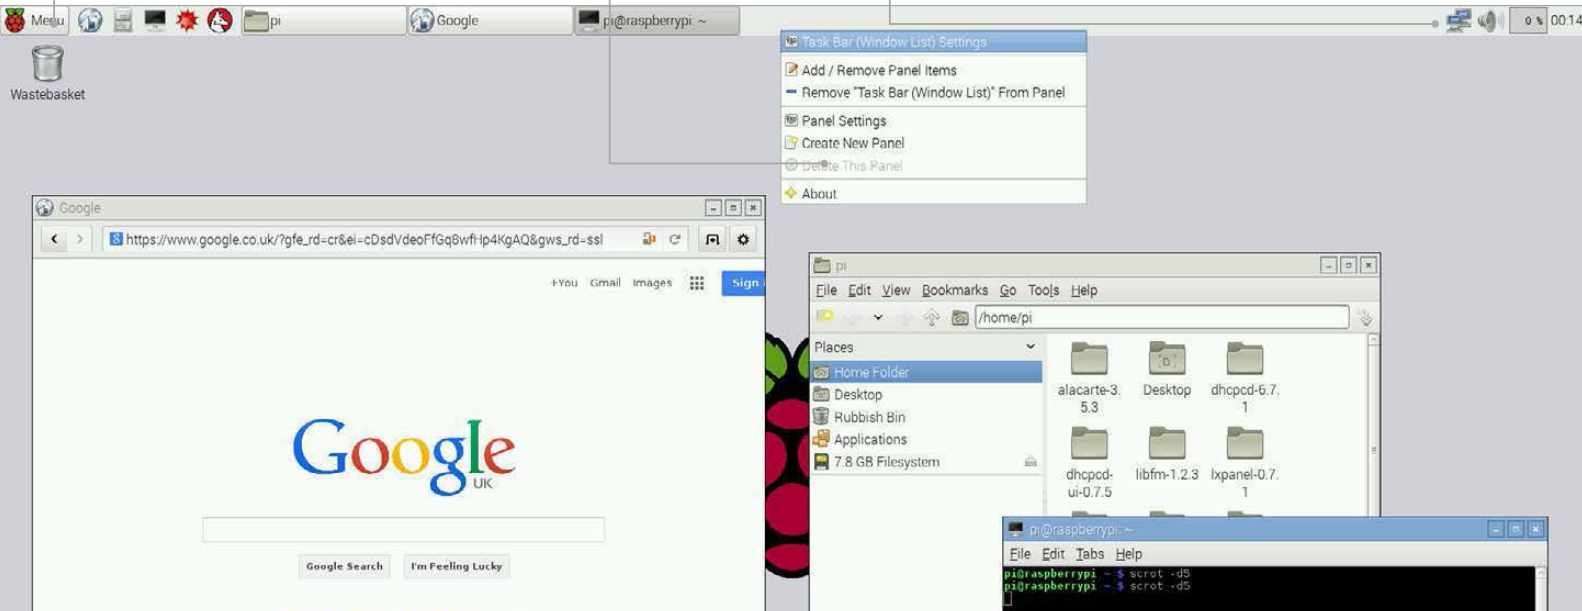 Menu pi Google pi@raspberrypi: ~ 0 % 00:14
Wastebasket
Task Bar (Window List) Settings
Add / Remove Panel Items
Remove "Task Bar (Window List)" From Panel
Panel Settings
Create New Panel
Delete This Panel
About
Google
https://www.google.co.uk/?gfe_rd=cr&ei=cDsdVdeoFfGq8wfHp4KgAQ&gws_rd=ssl
+You Gmail Images Sign
Google
UK
Google Search I'm Feeling Lucky
pi
File Edit View Bookmarks Go Tools Help
/home/pi
Places
Home Folder
Desktop
Rubbish Bin
Applications
7.8 GB Filesystem
alacarte-3. Desktop dhcpcd-6.7.
5.3 1
dhcpcd- libfm-1.2.3 lxpanel-0.7.
ui-0.7.5 1
pi@raspberrypi: ~
File Edit Tabs Help
pi@raspberrypi ~ $ scrot -d5
pi@raspberrypi ~ $ scrot -d5